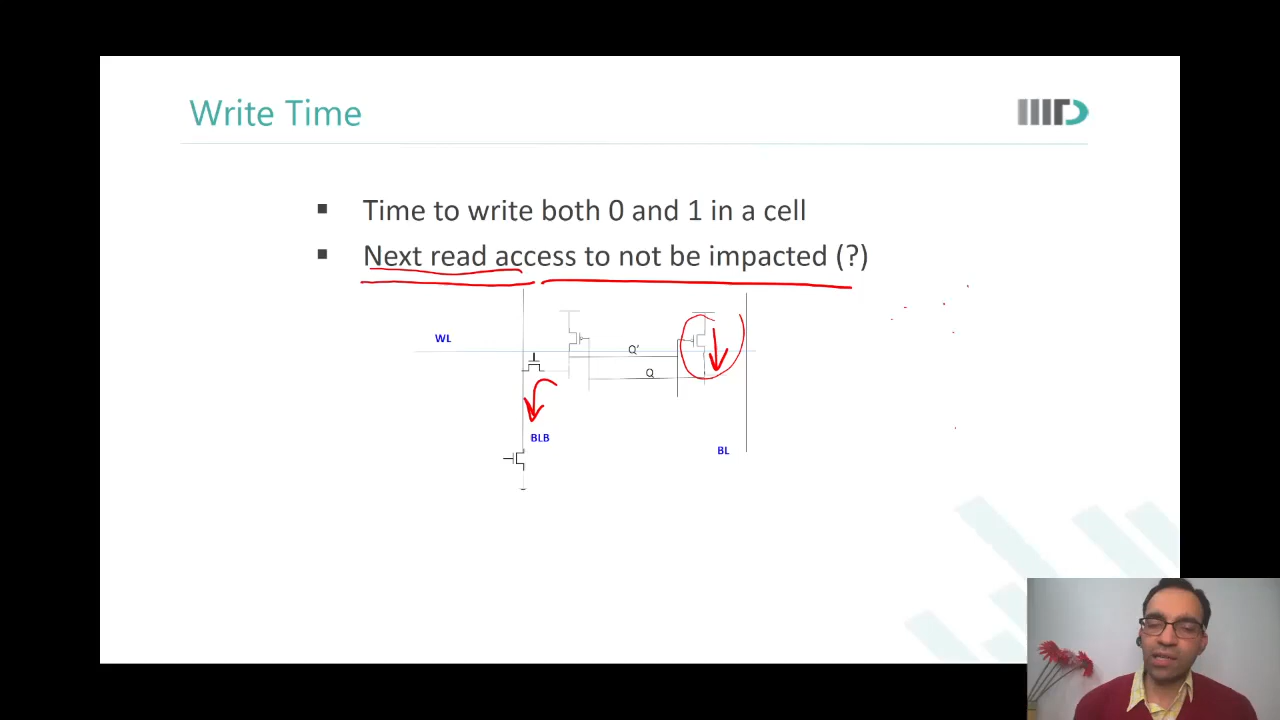 Write Time
IIITD
▪ Time to write both 0 and 1 in a cell
▪ Next read access to not be impacted (?)
WL
Q'
Q
BLB
BL